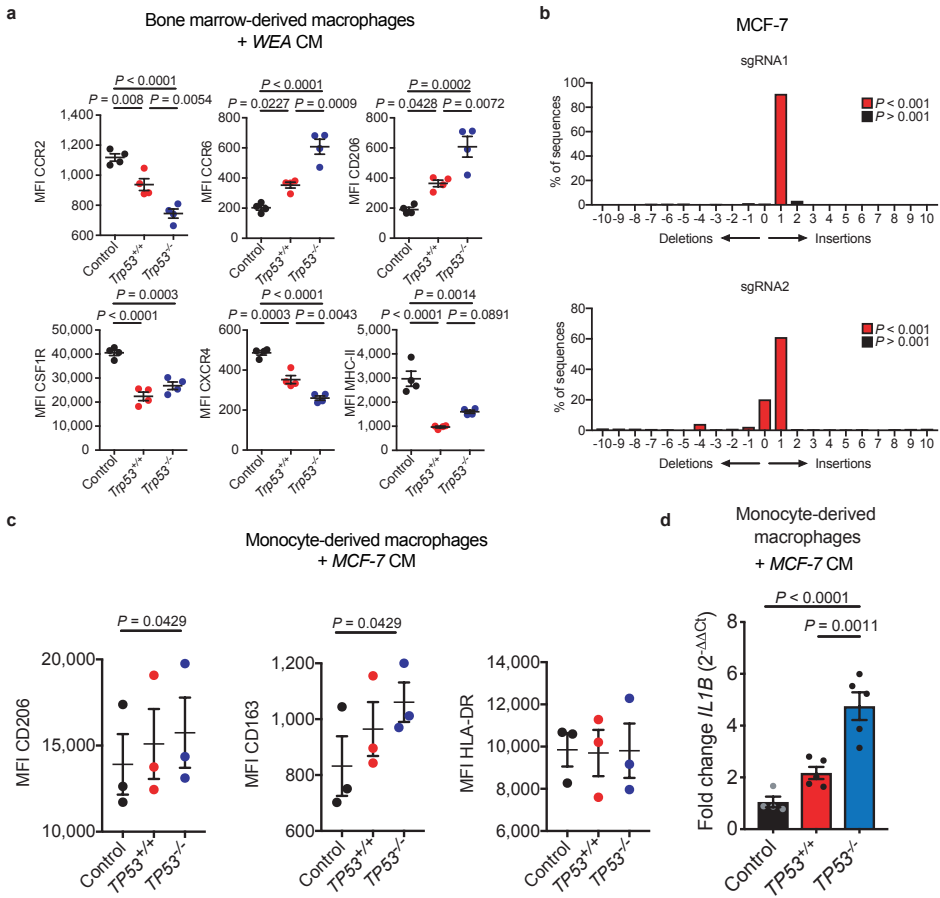 a
Bone marrow-derived macrophages
+ WEA CM
P < 0.0001
P = 0.008 P = 0.0054
MFI CCR2
1,400
1,200
1,000
800
600
Control
Trp53+/+
Trp53-/-
P < 0.0001
P = 0.0227 P = 0.0009
MFI CCR6
800
600
400
200
0
Control
Trp53+/+
Trp53-/-
P = 0.0002
P = 0.0428 P = 0.0072
MFI CD206
800
600
400
200
0
Control
Trp53+/+
Trp53-/-
P = 0.0003
P < 0.0001
MFI CSF1R
50,000
40,000
30,000
20,000
10,000
0
Control
Trp53+/+
Trp53-/-
P < 0.0001
P = 0.0003 P = 0.0043
MFI CXCR4
600
400
200
0
Control
Trp53+/+
Trp53-/-
P = 0.0014
P < 0.0001 P = 0.0891
MFI MHC-II
5,000
4,000
3,000
2,000
1,000
0
Control
Trp53+/+
Trp53-/-
b
MCF-7
sgRNA1
% of sequences
100
80
60
40
20
0
P < 0.001
P > 0.001
-10 -9 -8 -7 -6 -5 -4 -3 -2 -1 0 1 2 3 4 5 6 7 8 9 10
Deletions Insertions
sgRNA2
% of sequences
100
80
60
40
20
0
P < 0.001
P > 0.001
-10 -9 -8 -7 -6 -5 -4 -3 -2 -1 0 1 2 3 4 5 6 7 8 9 10
Deletions Insertions
c
Monocyte-derived macrophages
+ MCF-7 CM
P = 0.0429
MFI CD206
20,000
15,000
10,000
Control
TP53+/+
TP53-/-
P = 0.0429
MFI CD163
1,200
1,000
800
600
Control
TP53+/+
TP53-/-
MFI HLA-DR
14,000
12,000
10,000
8,000
6,000
Control
TP53+/+
TP53-/-
d
Monocyte-derived
macrophages
+ MCF-7 CM
P < 0.0001
P = 0.0011
Fold change IL1B (2-ΔΔCt)
8
6
4
2
0
Control
TP53+/+
TP53-/-